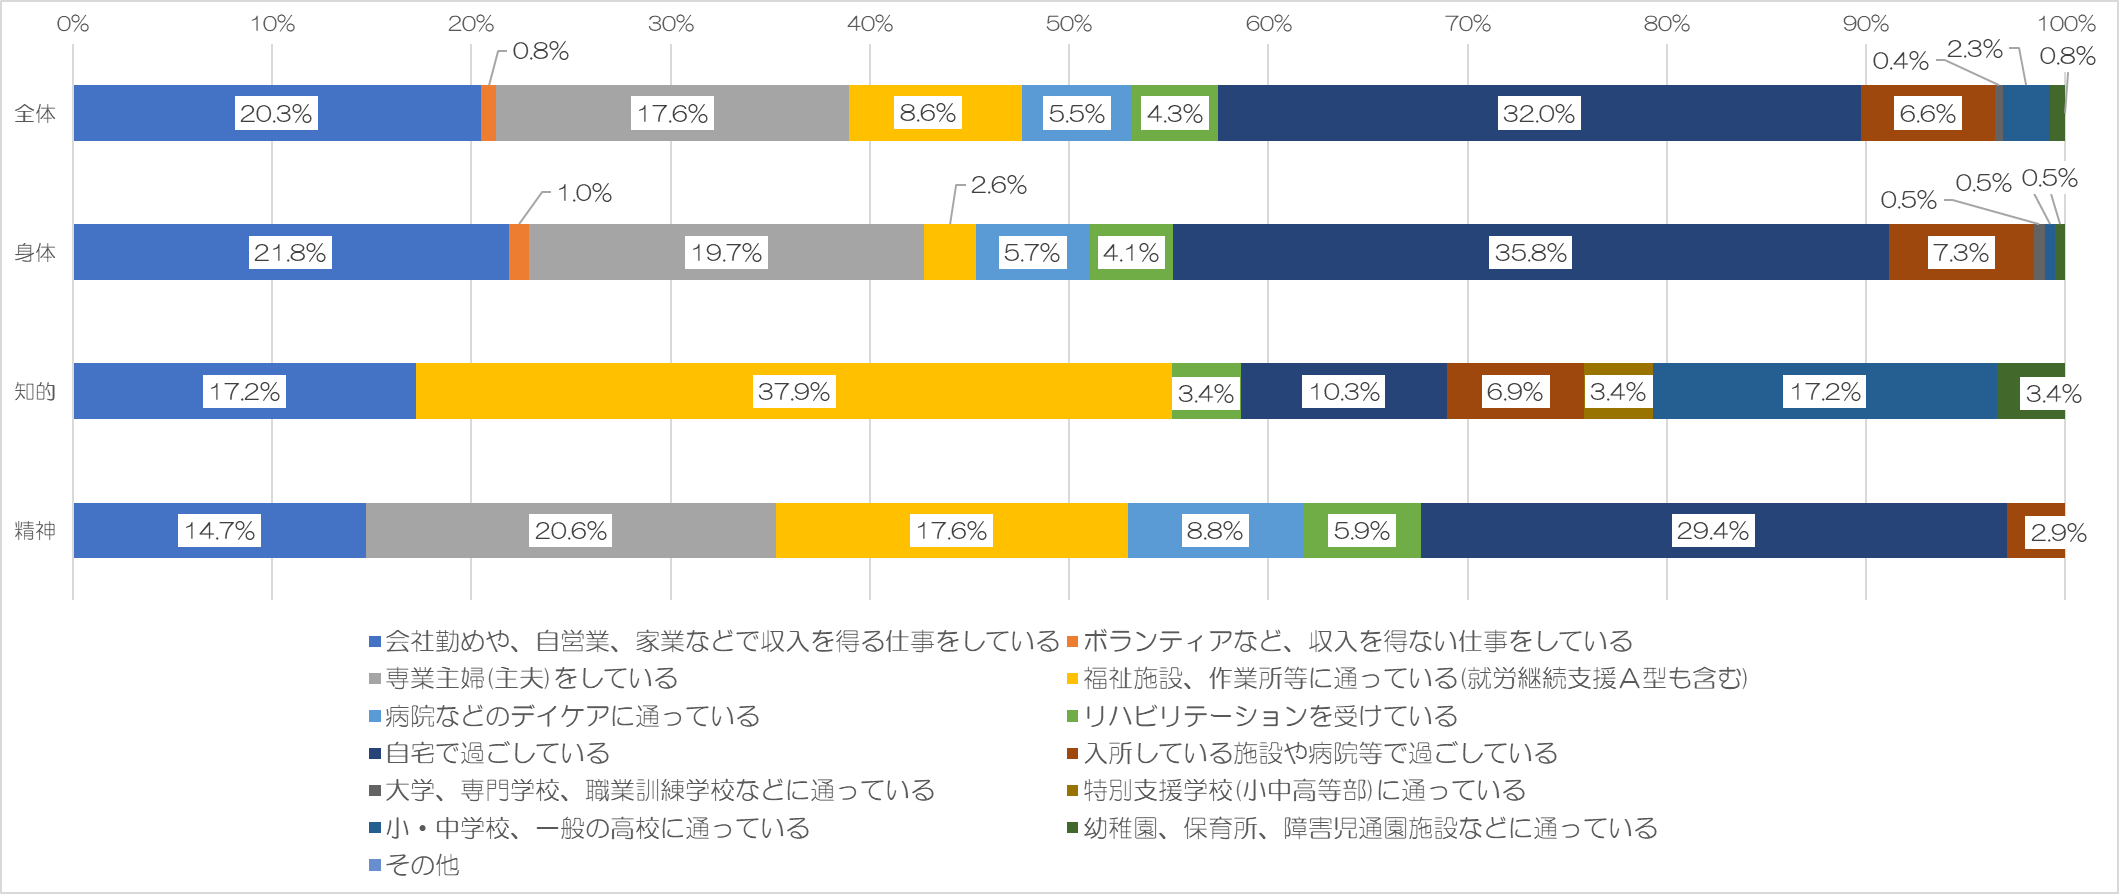 0% 10% 20% 30% 40% 50% 60% 70% 80% 90% 100%
0.8% 0.4% 2.3% 0.8%
全体 20.3% 17.6% 8.6% 5.5% 4.3% 32.0% 6.6%
1.0% 2.6% 0.5% 0.5% 0.5%
身体 21.8% 19.7% 5.7% 4.1% 35.8% 7.3%
知的 17.2% 37.9% 3.4% 10.3% 6.9% 3.4% 17.2% 3.4%
精神 14.7% 20.6% 17.6% 8.8% 5.9% 29.4% 2.9%
会社勤めや、自営業、家業などで収入を得る仕事をしている ボランティアなど、収入を得ない仕事をしている
専業主婦(主夫)をしている 福祉施設、作業所等に通っている(就労継続支援Ａ型も含む)
病院などのデイケアに通っている リハビリテーションを受けている
自宅で過ごしている 入所している施設や病院等で過ごしている
大学、専門学校、職業訓練学校などに通っている 特別支援学校(小中高等部)に通っている
小・中学校、一般の高校に通っている 幼稚園、保育所、障害児通園施設などに通っている
その他